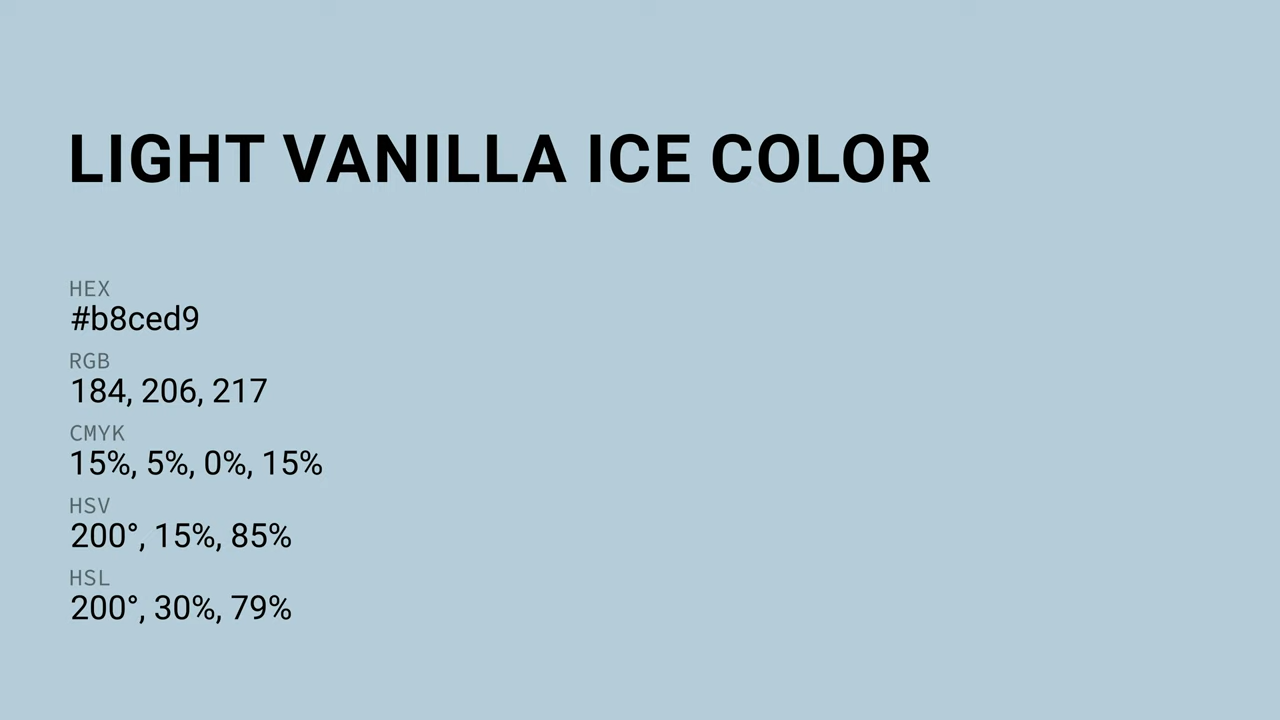 LIGHT VANILLA ICE COLOR
HEX
#b8ced9
RGB
184, 206, 217
CMYK
15%, 5%, 0%, 15%
HSV
200°, 15%, 85%
HSL
200°, 30%, 79%